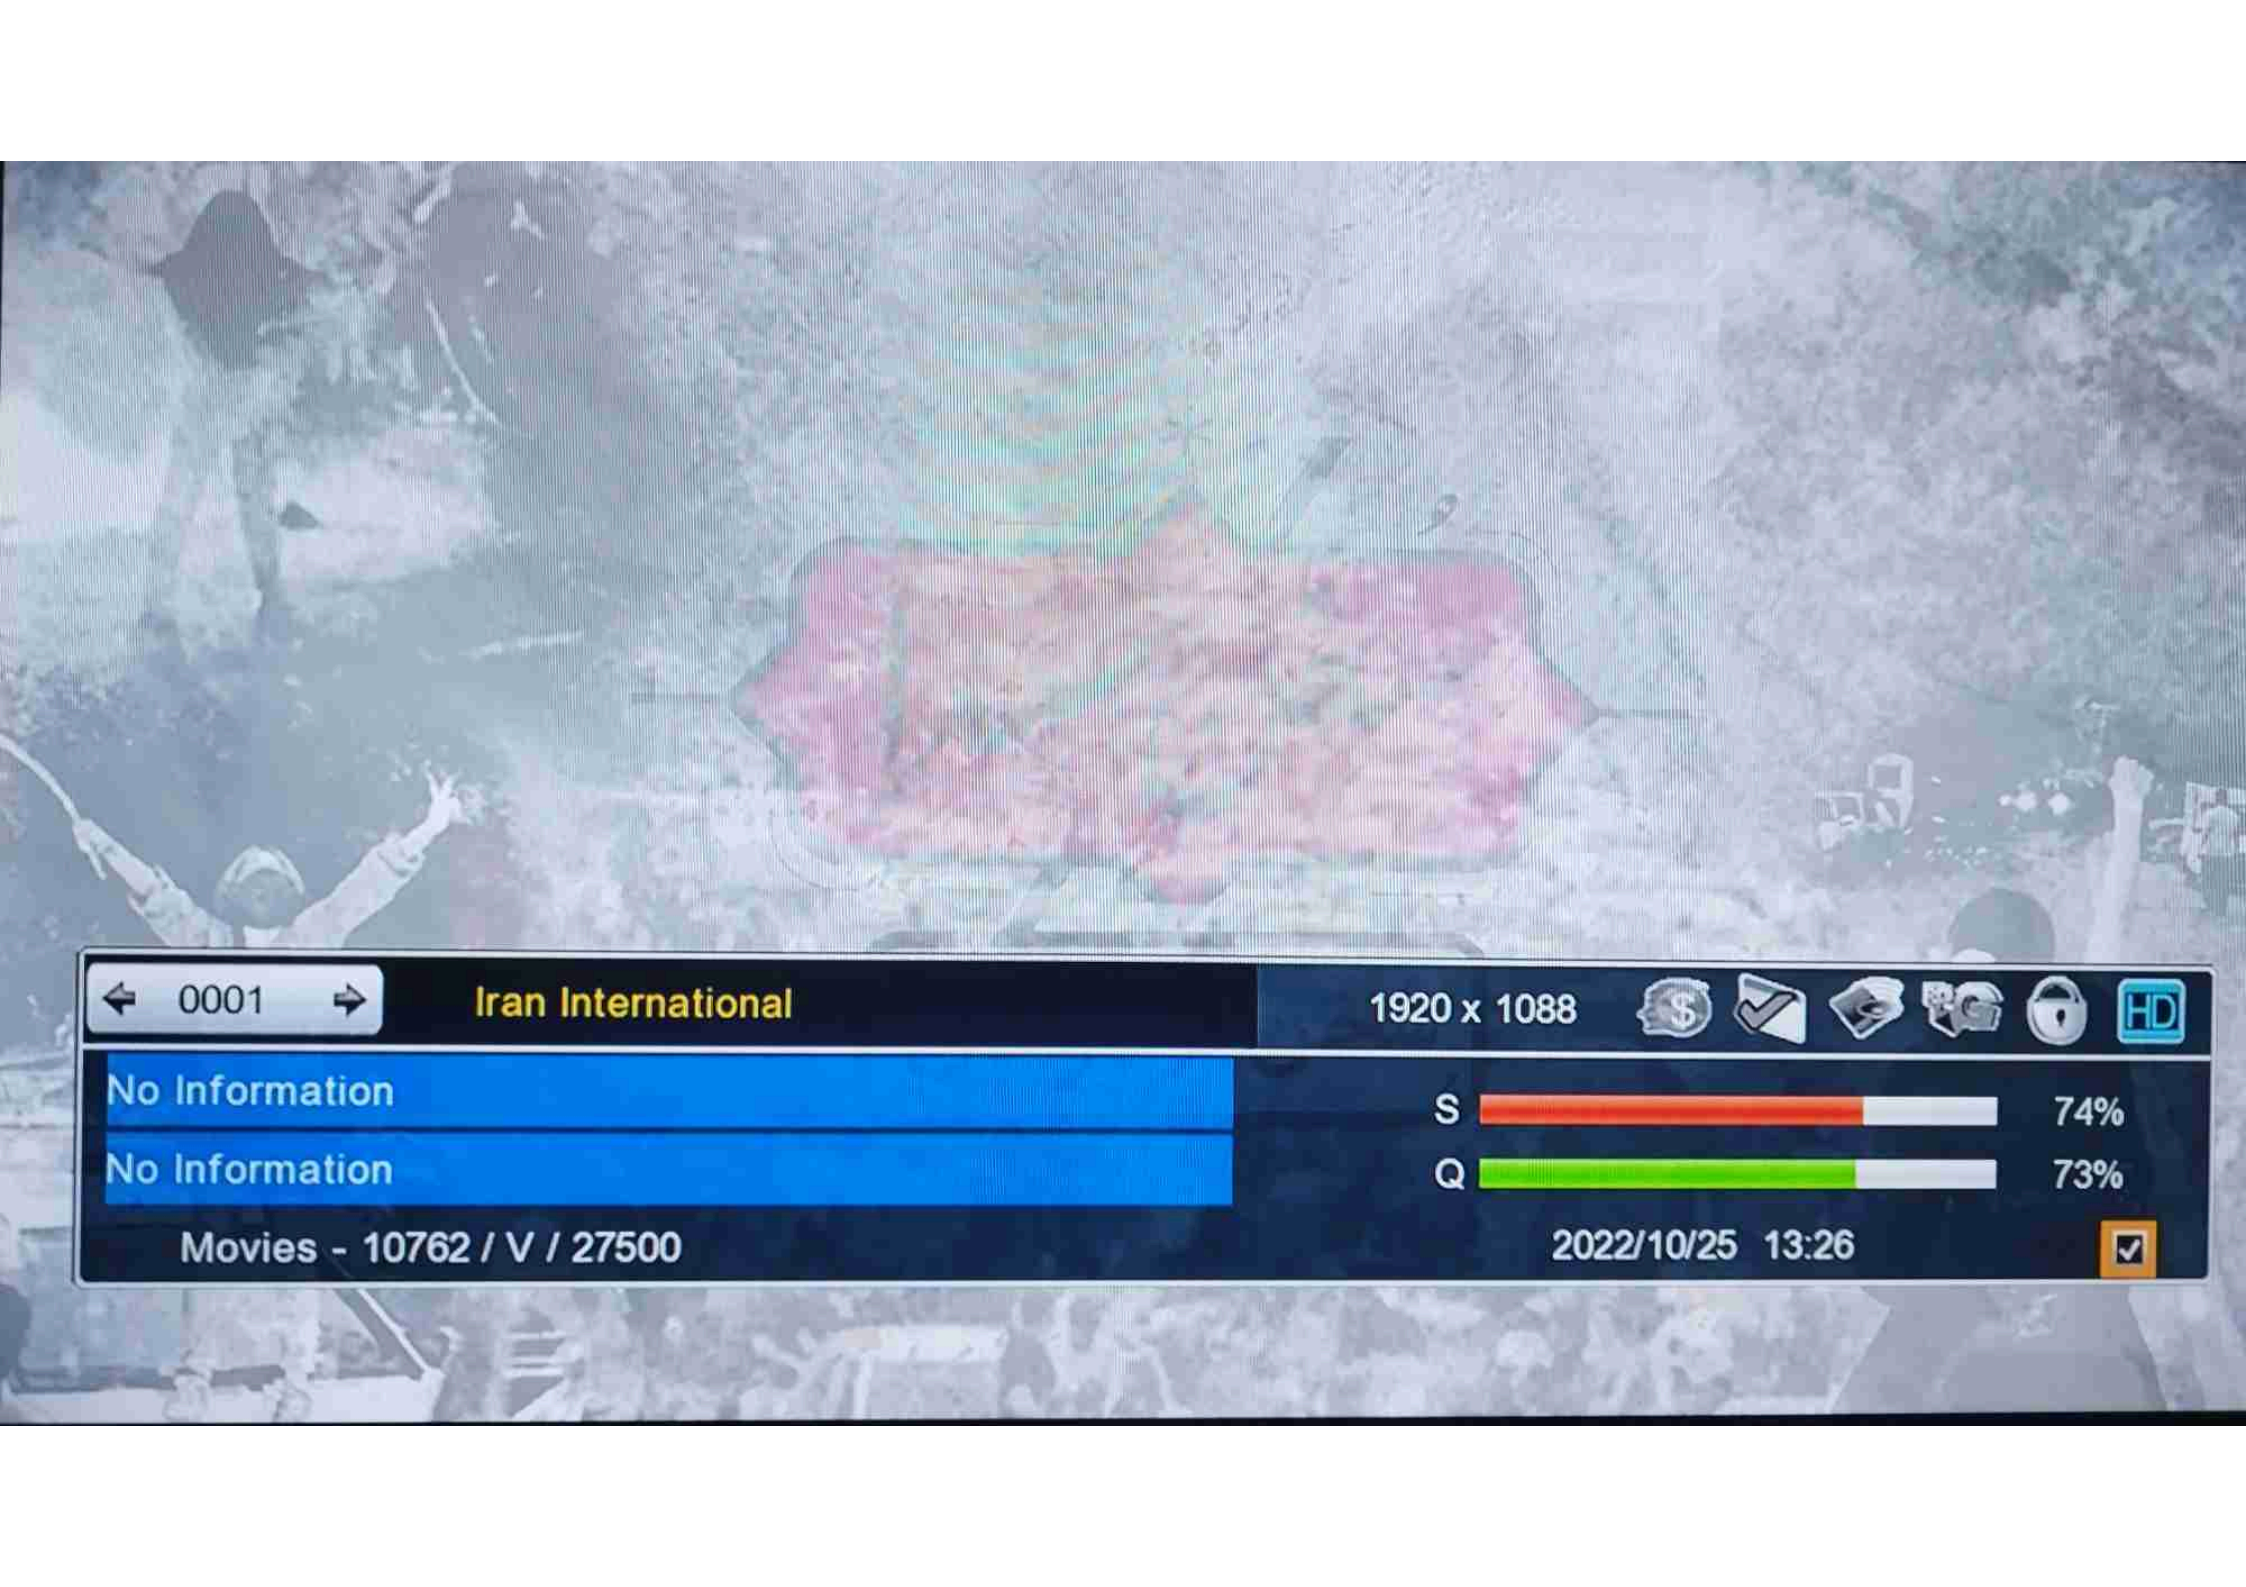 0001 Iran International 1920 x 1088 HD
No Information S 74%
No Information Q 73%
Movies - 10762 / V / 27500 2022/10/25 13:26